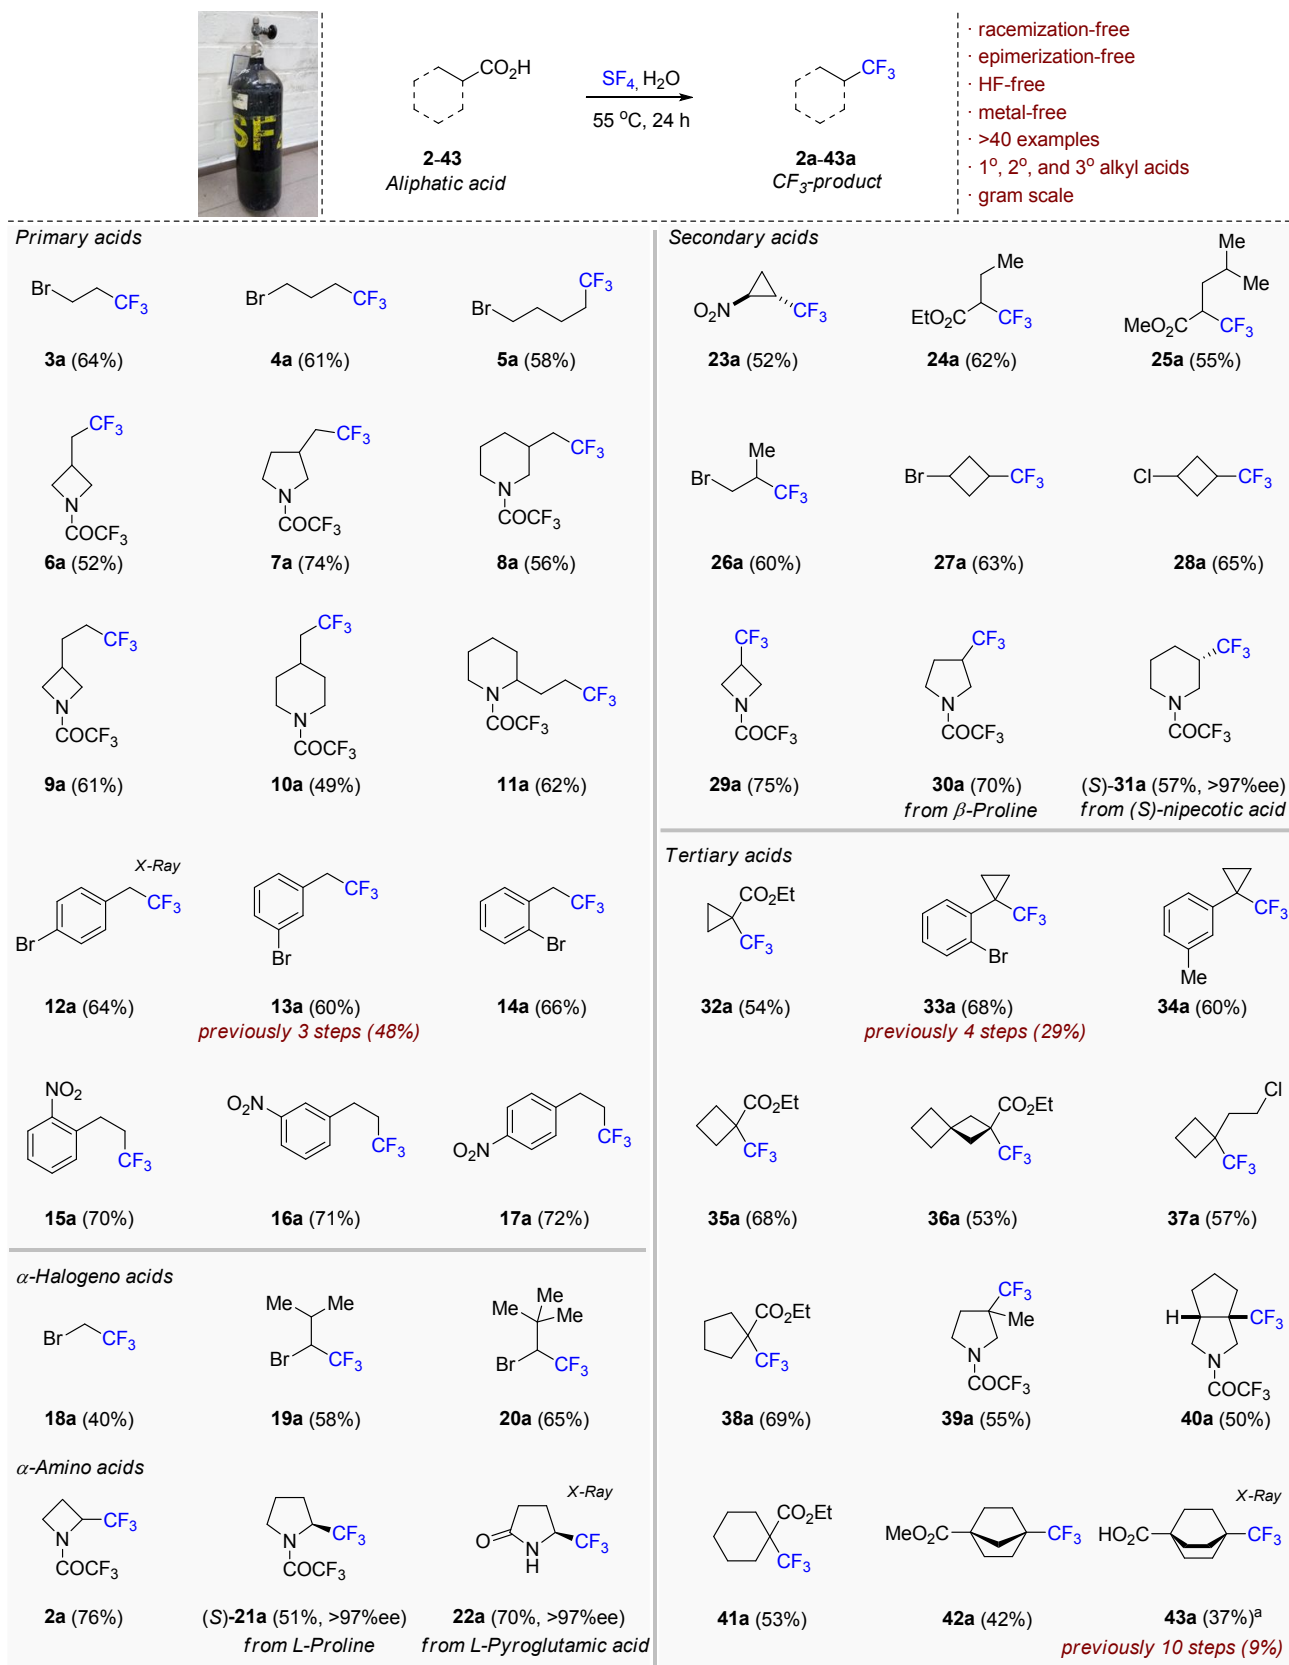 SF4
CO2H
2-43
Aliphatic acid
SF4, H2O
55 °C, 24 h
CF3
2a-43a
CF3-product
· racemization-free
· epimerization-free
· HF-free
· metal-free
· >40 examples
· 1°, 2°, and 3° alkyl acids
· gram scale
Primary acids
Br CF3
3a (64%)
Br CF3
4a (61%)
Br CF3
5a (58%)
CF3 N COCF3
6a (52%)
CF3 N COCF3
7a (74%)
CF3 N COCF3
8a (56%)
CF3 N COCF3
9a (61%)
CF3 N COCF3
10a (49%)
N COCF3 CF3
11a (62%)
X-Ray
Br CF3
12a (64%)
CF3 Br
13a (60%)
previously 3 steps (48%)
CF3 Br
14a (66%)
NO2 CF3
15a (70%)
O2N CF3
16a (71%)
O2N CF3
17a (72%)
α-Halogeno acids
Br CF3
18a (40%)
Me Me Br CF3
19a (58%)
Me Me Me Br CF3
20a (65%)
α-Amino acids
CF3 N COCF3
2a (76%)
N CF3 COCF3
(S)-21a (51%, >97%ee)
from L-Proline
X-Ray
O N H CF3
22a (70%, >97%ee)
from L-Pyroglutamic acid
Secondary acids
O2N CF3
23a (52%)
Me EtO2C CF3
24a (62%)
Me Me MeO2C CF3
25a (55%)
Me Br CF3
26a (60%)
Br CF3
27a (63%)
Cl CF3
28a (65%)
CF3 N COCF3
29a (75%)
CF3 N COCF3
30a (70%)
from β-Proline
CF3 N COCF3
(S)-31a (57%, >97%ee)
from (S)-nipecotic acid
Tertiary acids
CO2Et CF3
32a (54%)
CF3 Br
33a (68%)
previously 4 steps (29%)
CF3 Me
34a (60%)
CO2Et CF3
35a (68%)
CO2Et CF3
36a (53%)
Cl CF3
37a (57%)
CO2Et CF3
38a (69%)
CF3 Me N COCF3
39a (55%)
H CF3 N COCF3
40a (50%)
CO2Et CF3
41a (53%)
MeO2C CF3
42a (42%)
X-Ray
HO2C CF3
43a (37%)a
previously 10 steps (9%)